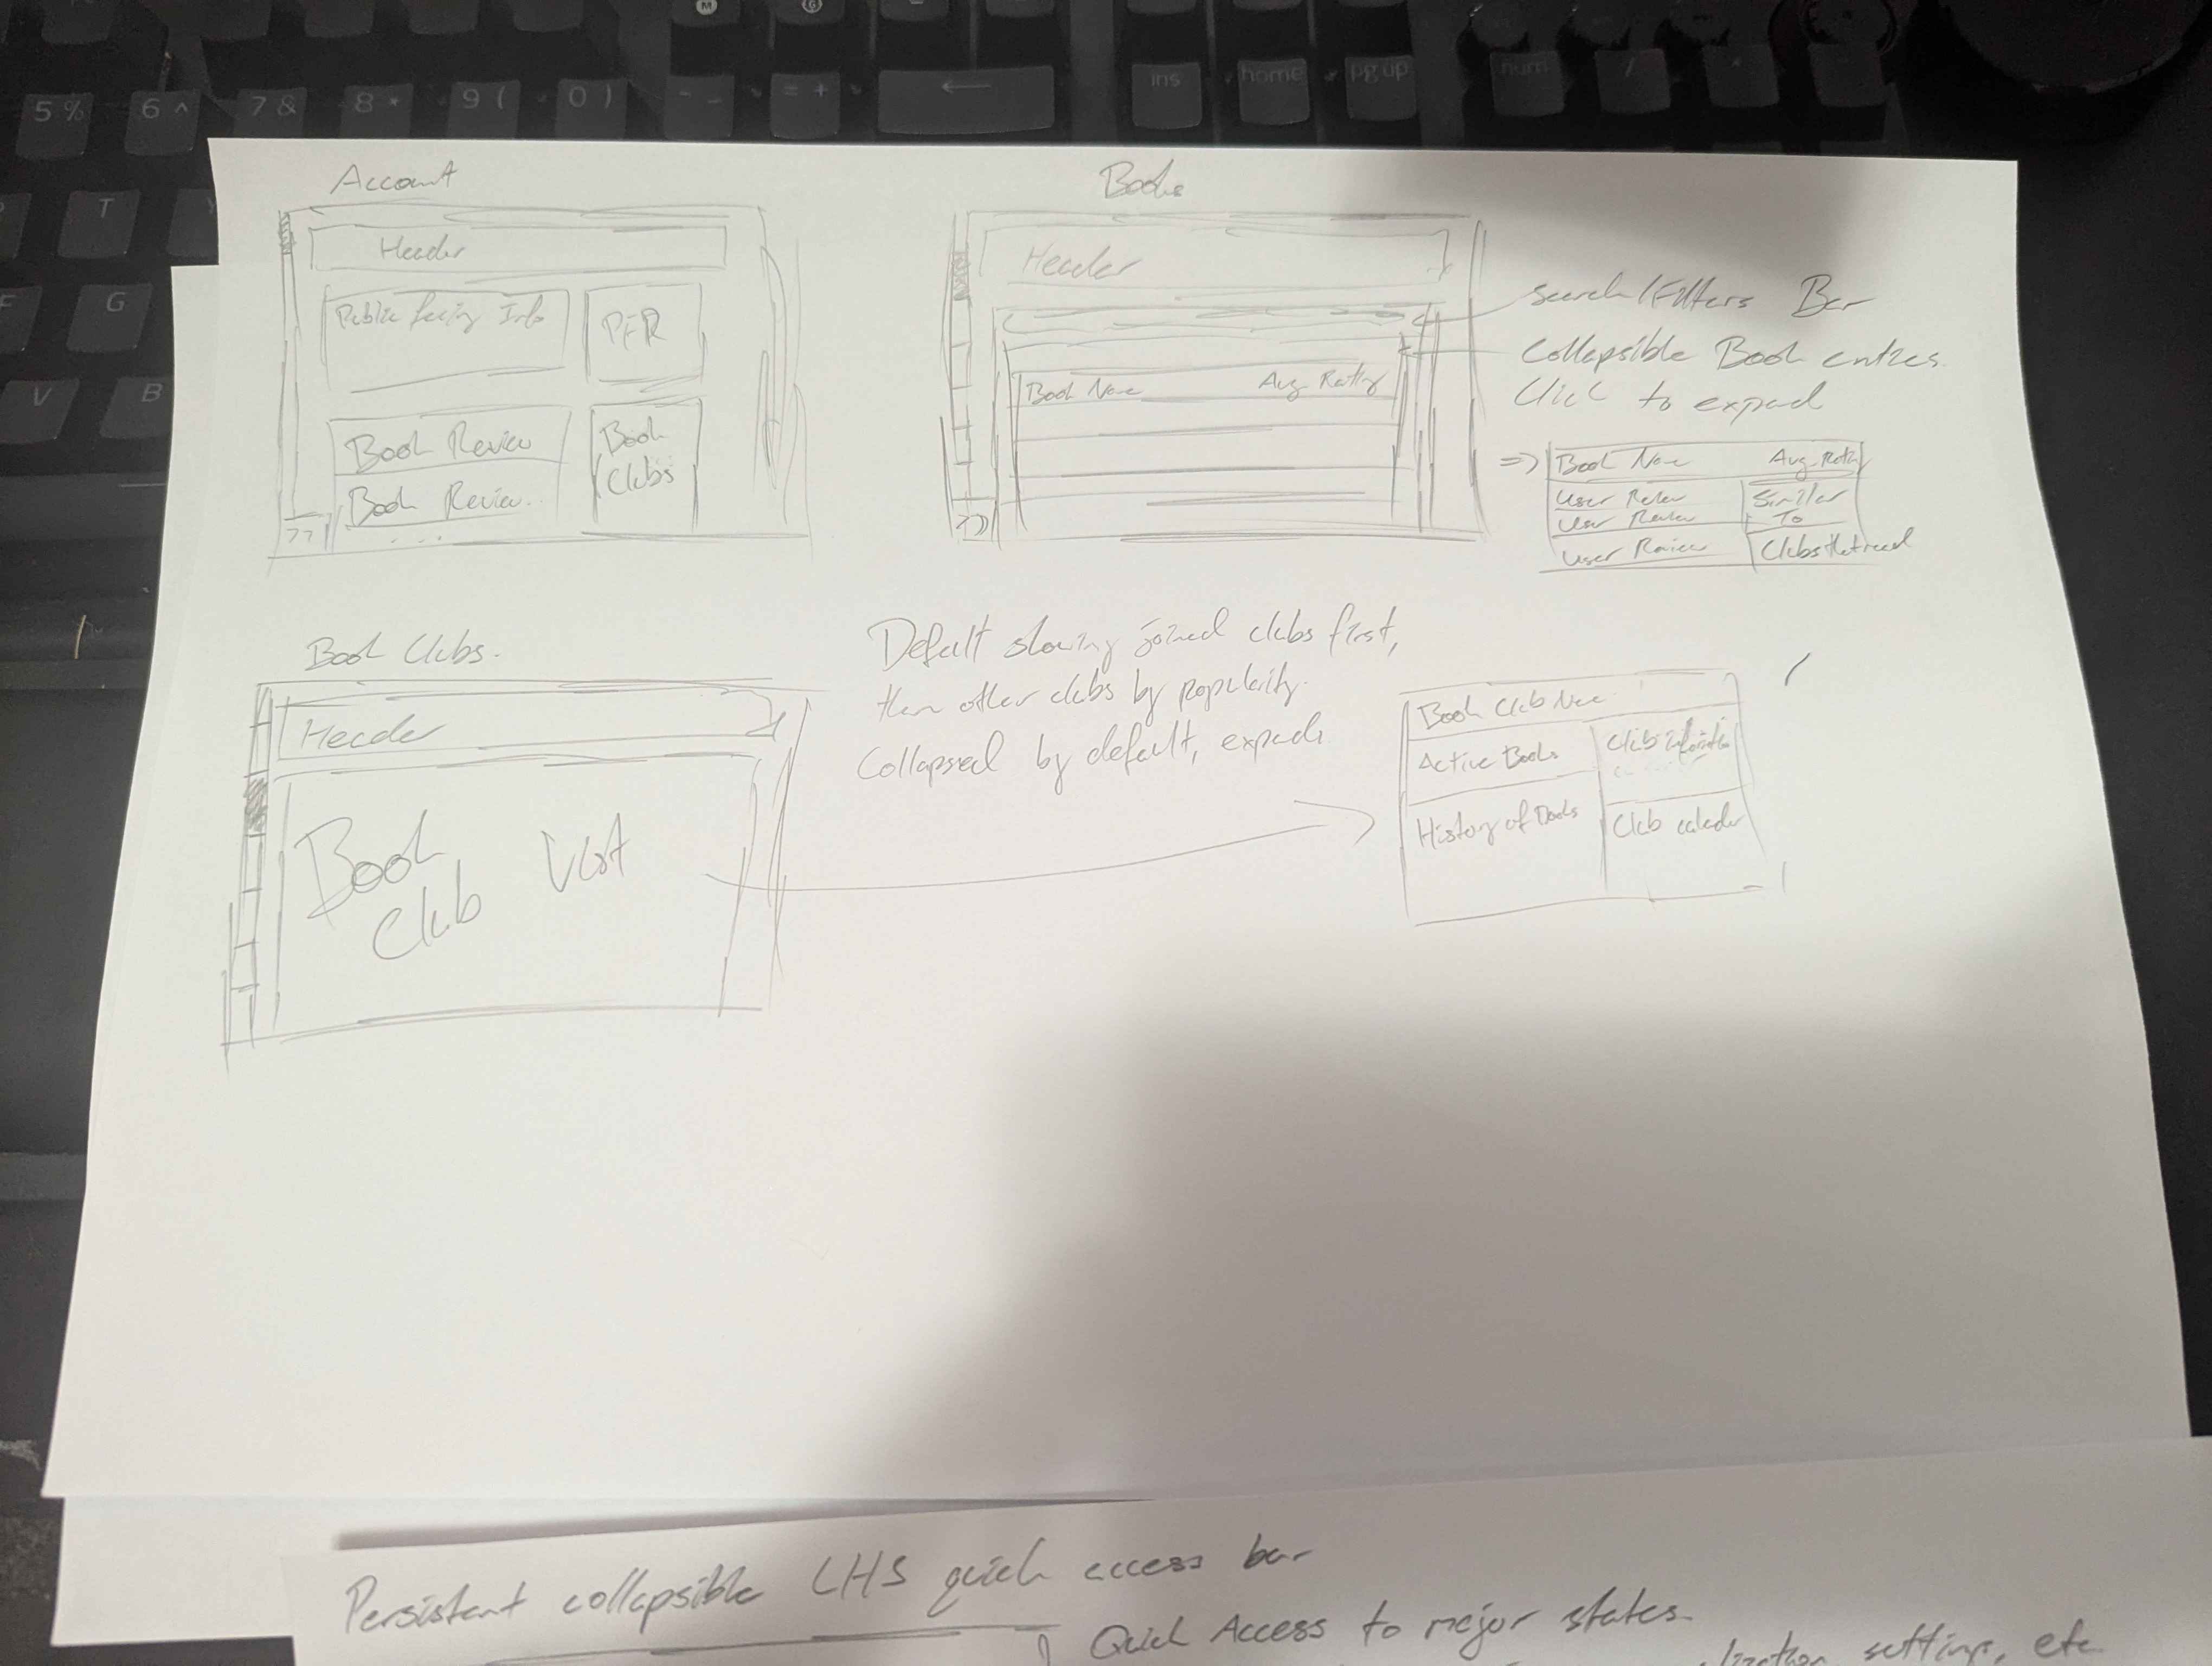 M
G
5 %
6 ^
7 &
8 *
9 (
0 )
- _
= +
←
ins
home
pg up
num
/
T
G
V
B
Account
Header
Public facing Info
PFR
Book Review
Book Review
Book
Clubs
...
>>
Books
Header
Book Name
Avg. Rating
>>
Search/Filters Bar
Collapsible Book entries
Click to expand
=>
Book Name
User Review
Similar
To
User Review
User Review
Clubs that read
Book Clubs.
Header
Book
Club
List
Default showing joined clubs first,
then other clubs by popularity.
Collapsed by default, expands
Book Club Name
Active Books
History of Books
Club information
Club calendar
Persistent collapsible LHS quick access bar
Quick Access to major states.
settings, etc